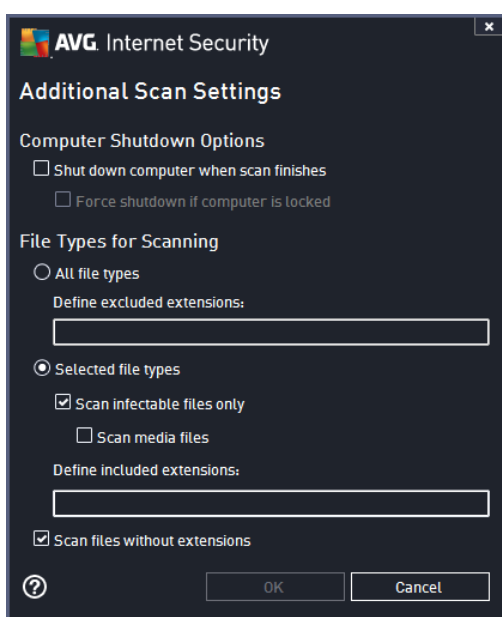 AVG. Internet Security
Additional Scan Settings
Computer Shutdown Options
Shut down computer when scan finishes
Force shutdown if computer is locked
File Types for Scanning
All file types
Define excluded extensions:
Selected file types
Scan infectable files only
Scan media files
Define included extensions:
Scan files without extensions
? OK Cancel